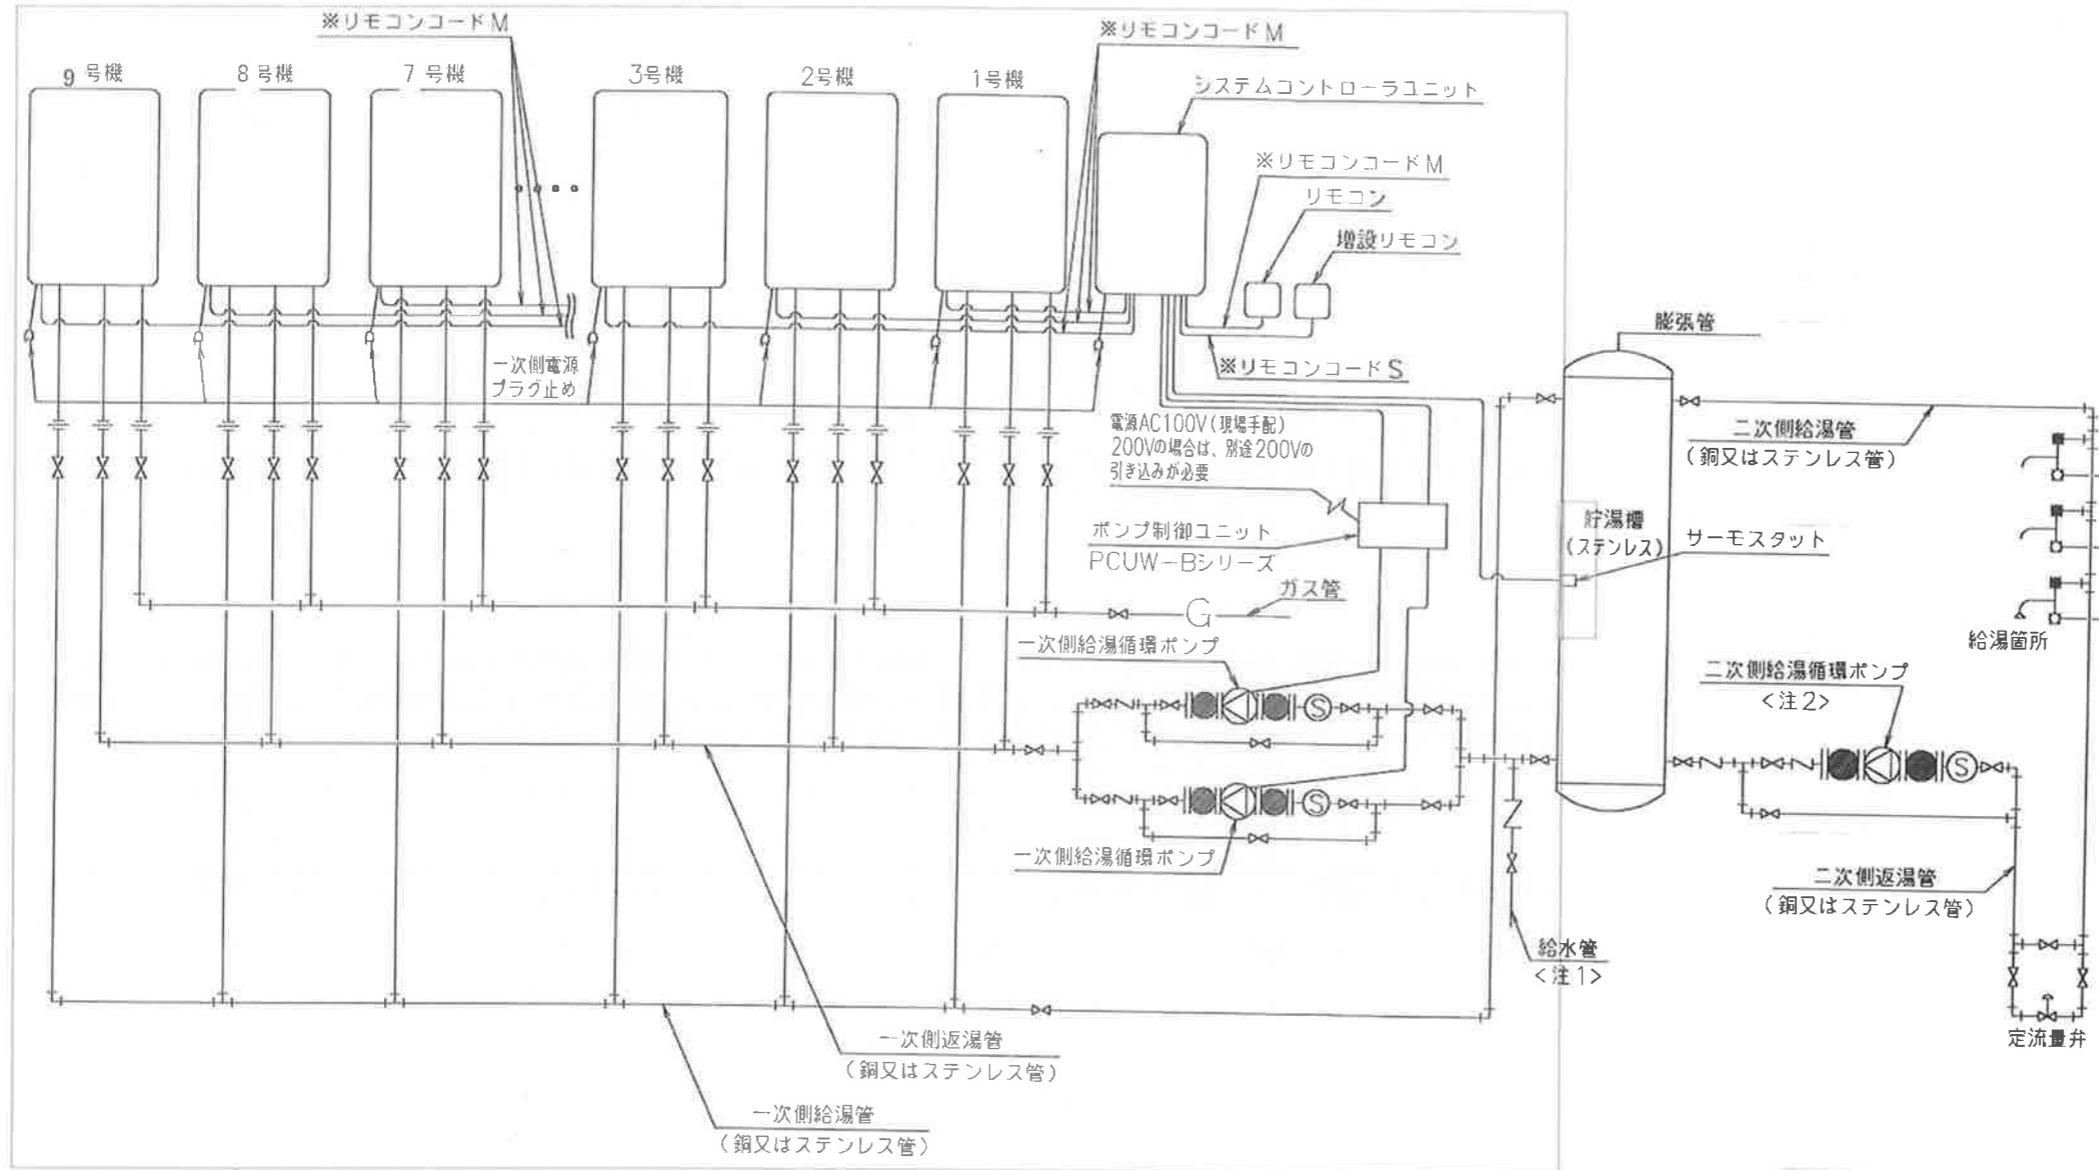 ※リモコンコードM
※リモコンコードM
9 号機
8号機
7 号機
3号機
2号機
1号機
システムコントローラユニット
※リモコンコードM
リモコン
増設リモコン
※リモコンコードS
一次側電源
プラグ止め
膨張管
電源AC100V(現場手配)
200Vの場合は、別途200Vの
引き込みが必要
二次側給湯管
(銅又はステンレス管)
ポンプ制御ユニット
PCUW-Bシリーズ
貯湯槽
(ステンレス)
サーモスタット
ガス管
G
給湯箇所
一次側給湯循環ポンプ
二次側給湯循環ポンプ
<注2>
S
S
S
一次側給湯循環ポンプ
二次側返湯管
(銅又はステンレス管)
給水管
<注1>
定流量弁
一次側返湯管
(銅又はステンレス管)
一次側給湯管
(銅又はステンレス管)